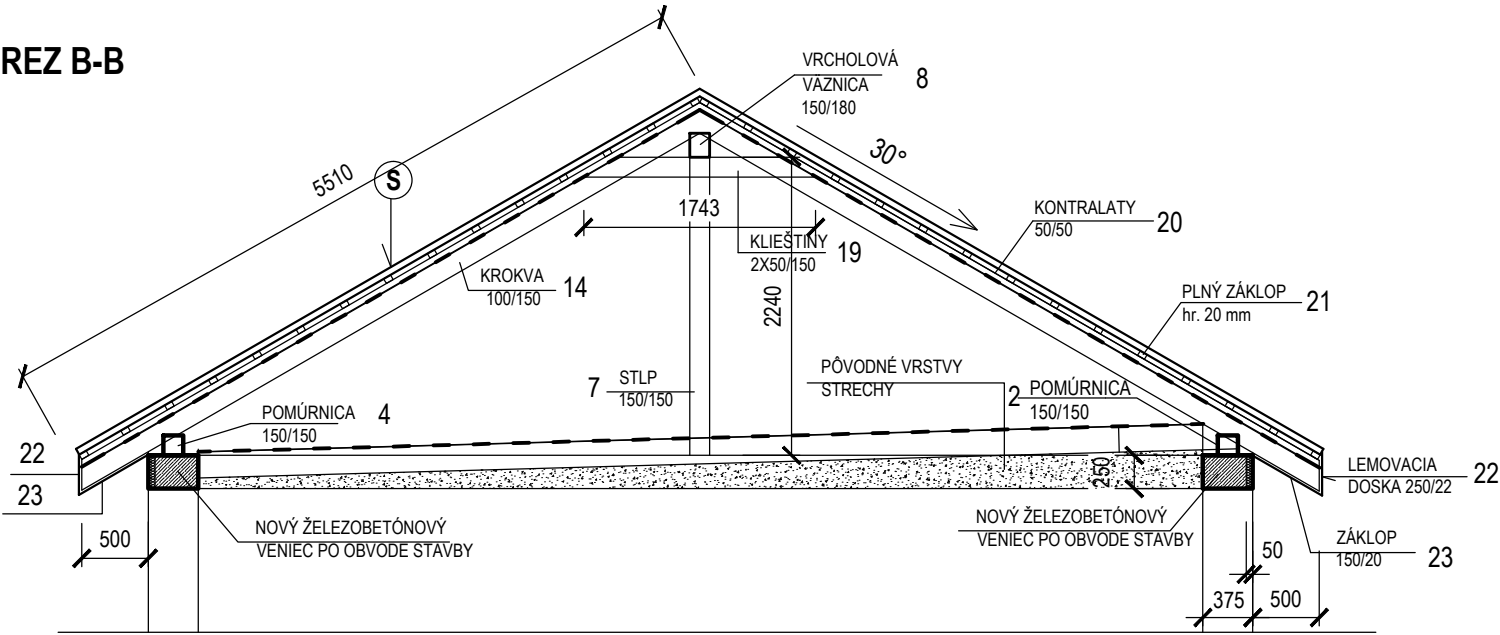 REZ B-B
VRCHOLOVÁ
VÄZNICA
150/180
8
30°
5510
S
1743
KONTRALATY
50/50
20
KLIEŠTINY
2X50/150
19
KROKVA
100/150
14
2240
PLNÝ ZÁKLOP
hr. 20 mm
21
7
STLP
150/150
PÔVODNÉ VRSTVY
STRECHY
2
POMÚRNICA
150/150
POMÚRNICA
150/150
4
22
23
250
LEMOVACIA
DOSKA 250/22
22
NOVÝ ŽELEZOBETÓNOVÝ
VENIEC PO OBVODE STAVBY
NOVÝ ŽELEZOBETÓNOVÝ
VENIEC PO OBVODE STAVBY
500
ZÁKLOP
150/20
23
50
375
500